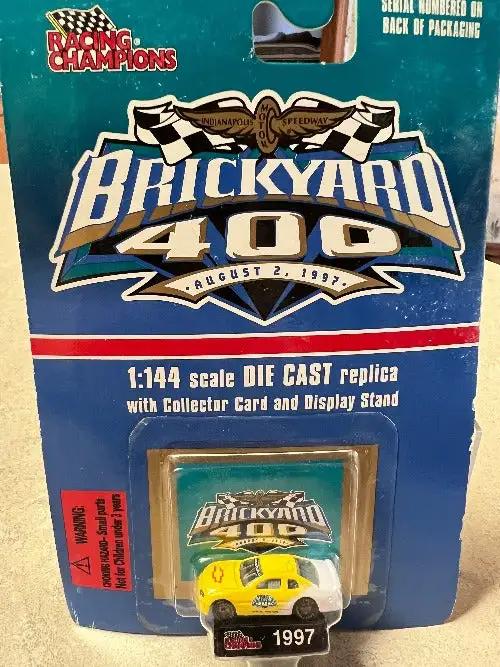 RACING CHAMPIONS
SERIAL NUMBERED ON
BACK OF PACKAGING
INDIANAPOLIS MOTOR SPEEDWAY
BRICKYARD
400
·AUGUST 2, 1997·
1:144 scale DIE CAST replica
with Collector Card and Display Stand
WARNING:
CHOKING HAZARD-Small parts
Not for Children under 3 years
BRICKYARD
400
RACING CHAMPIONS
1997